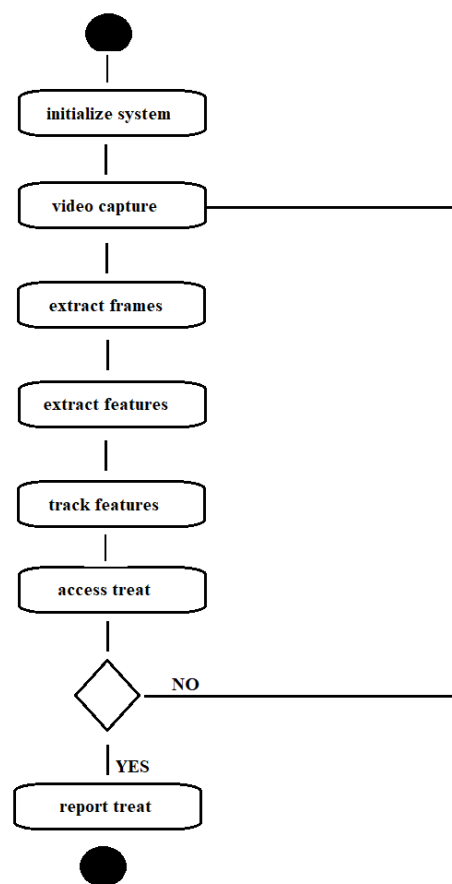 initialize system
video capture
extract frames
extract features
track features
access treat
NO
YES
report treat